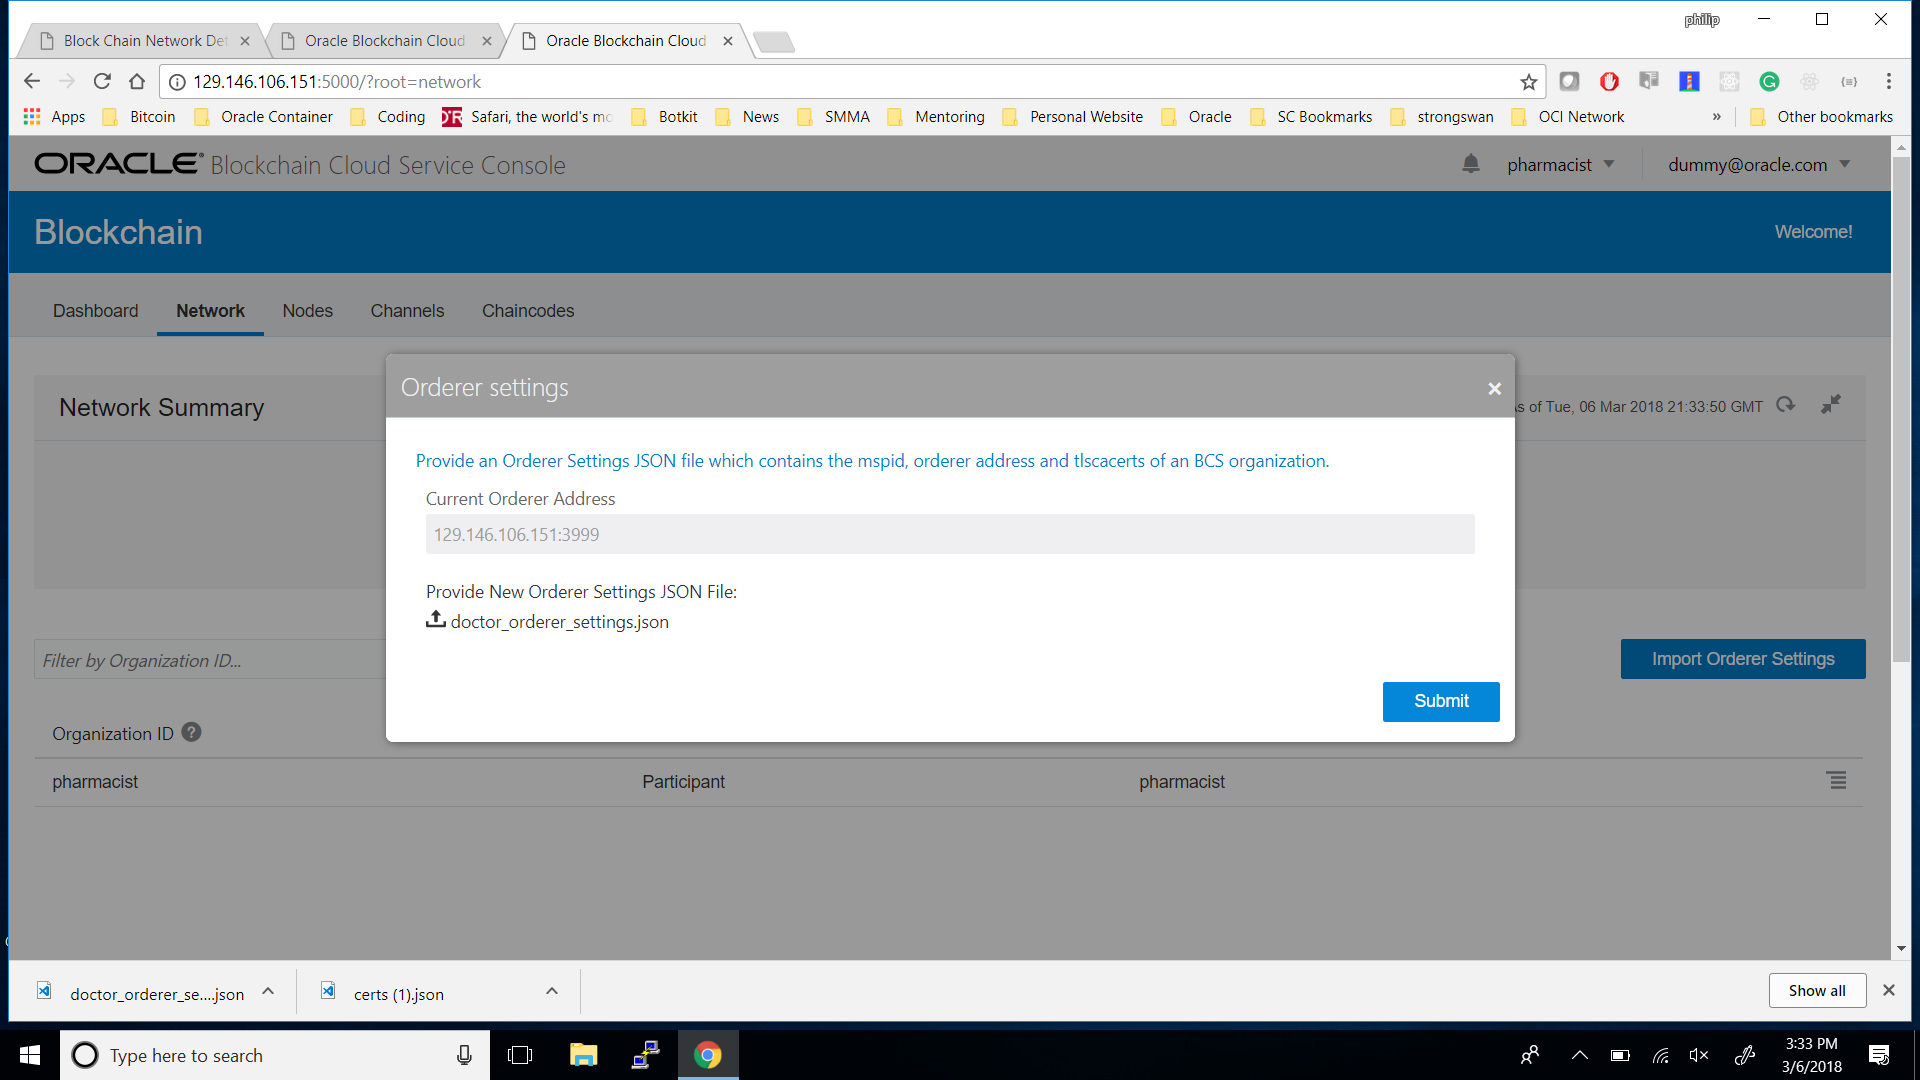 philip
Block Chain Network Det
Oracle Blockchain Cloud
Oracle Blockchain Cloud
129.146.106.151:5000/?root=network
Apps
Bitcoin
Oracle Container
Coding
Safari, the world's mo
Botkit
News
SMMA
Mentoring
Personal Website
Oracle
SC Bookmarks
strongswan
OCI Network
»
Other bookmarks
ORACLE® Blockchain Cloud Service Console
pharmacist
dummy@oracle.com
Blockchain
Welcome!
Dashboard
Network
Nodes
Channels
Chaincodes
Network Summary
As of Tue, 06 Mar 2018 21:33:50 GMT
Orderer settings
Provide an Orderer Settings JSON file which contains the mspid, orderer address and tlscacerts of an BCS organization.
Current Orderer Address
129.146.106.151:3999
Provide New Orderer Settings JSON File:
doctor_orderer_settings.json
Submit
Filter by Organization ID...
Import Orderer Settings
Organization ID ?
pharmacist
Participant
pharmacist
doctor_orderer_se....json
certs (1).json
Show all
Type here to search
3:33 PM
3/6/2018